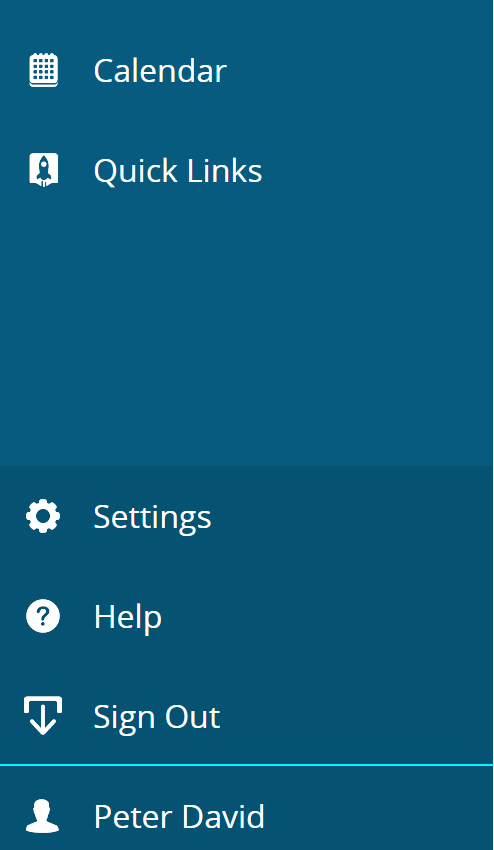 Calendar
Quick Links
Settings
Help
Sign Out
Peter David